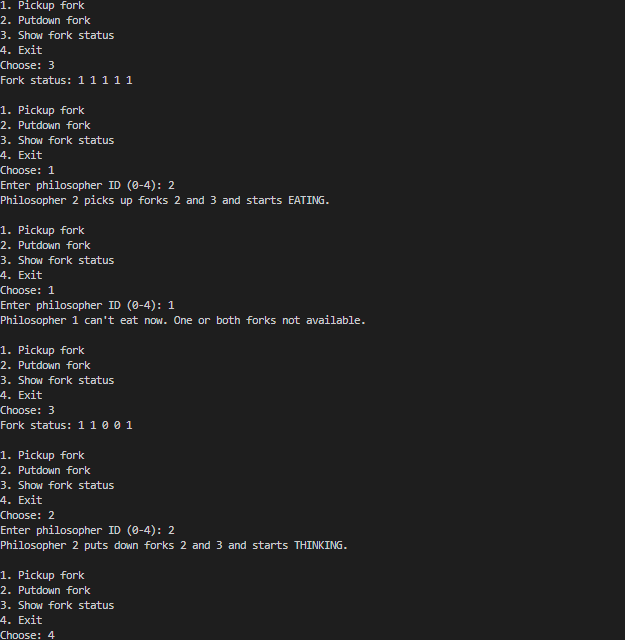 1. Pickup fork
2. Putdown fork
3. Show fork status
4. Exit
Choose: 3
Fork status: 1 1 1 1 1

1. Pickup fork
2. Putdown fork
3. Show fork status
4. Exit
Choose: 1
Enter philosopher ID (0-4): 2
Philosopher 2 picks up forks 2 and 3 and starts EATING.

1. Pickup fork
2. Putdown fork
3. Show fork status
4. Exit
Choose: 1
Enter philosopher ID (0-4): 1
Philosopher 1 can't eat now. One or both forks not available.

1. Pickup fork
2. Putdown fork
3. Show fork status
4. Exit
Choose: 3
Fork status: 1 1 0 0 1

1. Pickup fork
2. Putdown fork
3. Show fork status
4. Exit
Choose: 2
Enter philosopher ID (0-4): 2
Philosopher 2 puts down forks 2 and 3 and starts THINKING.

1. Pickup fork
2. Putdown fork
3. Show fork status
4. Exit
Choose: 4